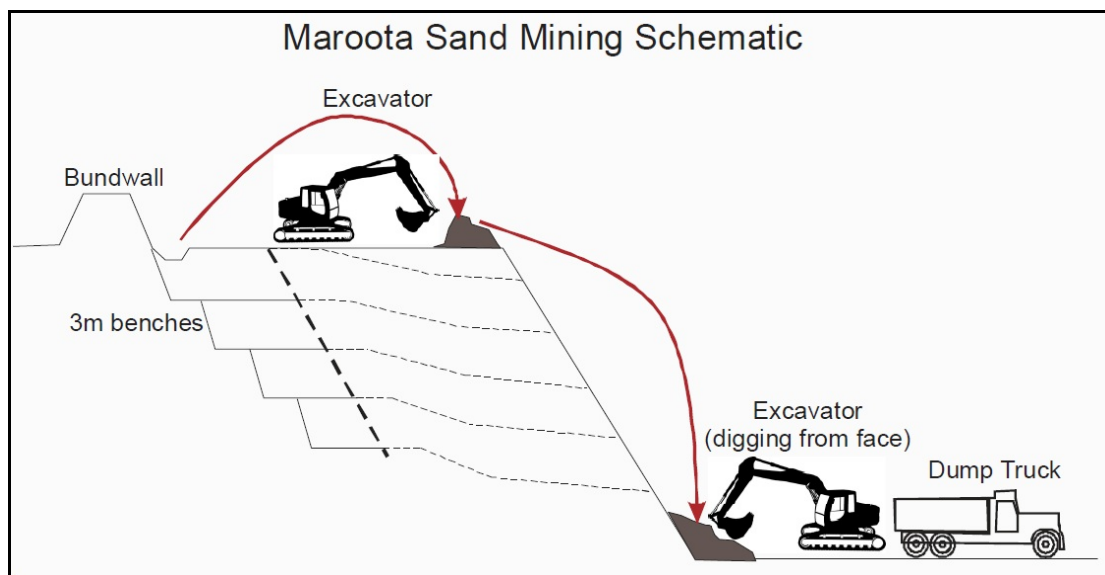 Maroota Sand Mining Schematic
Excavator
Bundwall
3m benches
Excavator
(digging from face)
Dump Truck